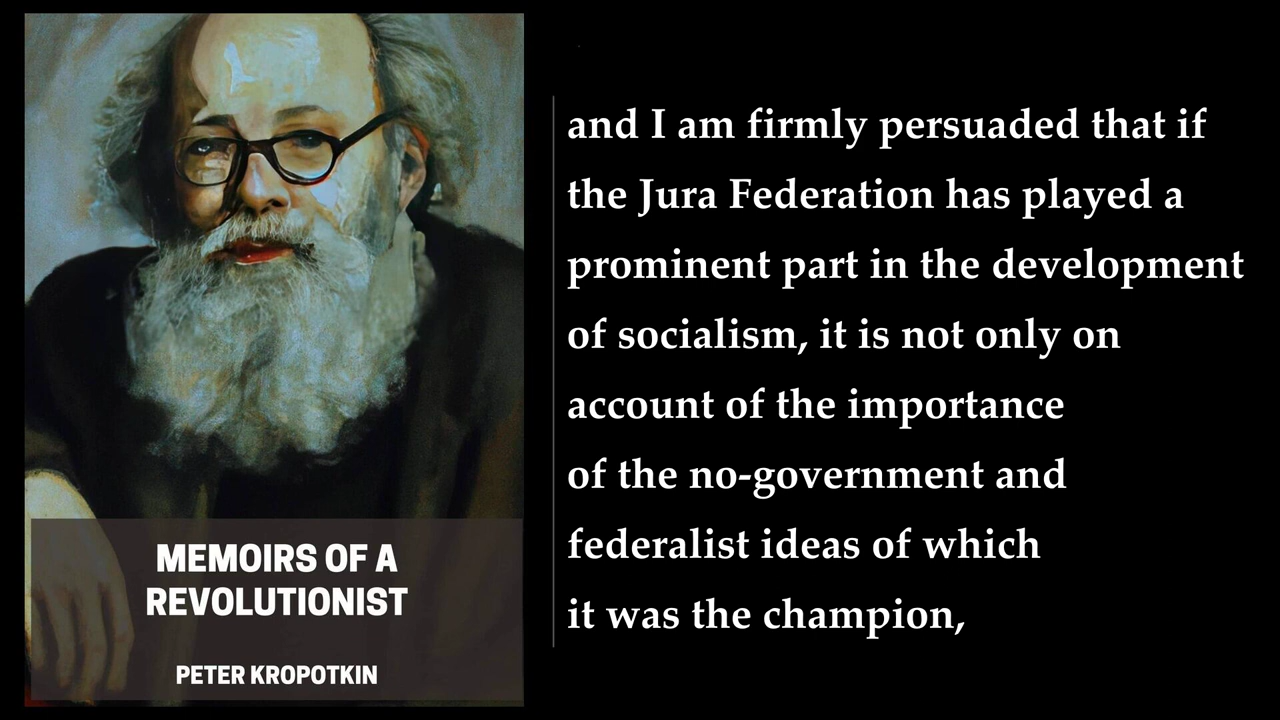 MEMOIRS OF A
REVOLUTIONIST
PETER KROPOTKIN
and I am firmly persuaded that if
the Jura Federation has played a
prominent part in the development
of socialism, it is not only on
account of the importance
of the no-government and
federalist ideas of which
it was the champion,